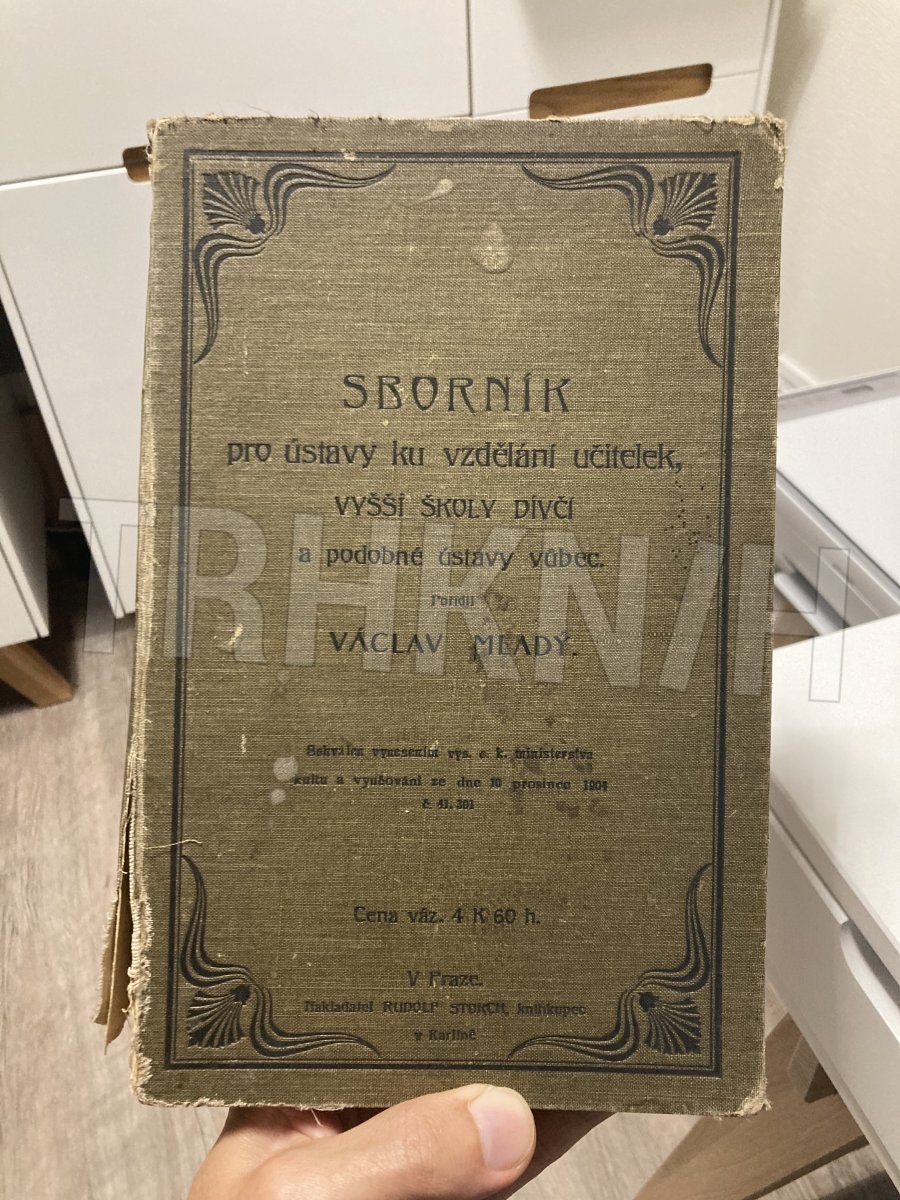 SBORNÍK
pro ústavy ku vzdělání učitelek,
VYŠŠÍ ŠKOLY DÍVČÍ
a podobné ústavy vůbec.
Pořídil
VÁCLAV MLADÝ.
Schválen vynesením vys. c. k. ministerstva
kultu a vyučování ze dne 10 prosince 1904
č. 41.301
Cena váz. 4 K 60 h.
V Praze.
Nakladatel RUDOLF STORCH, knihkupec
v Karlíně
TRHKNIH